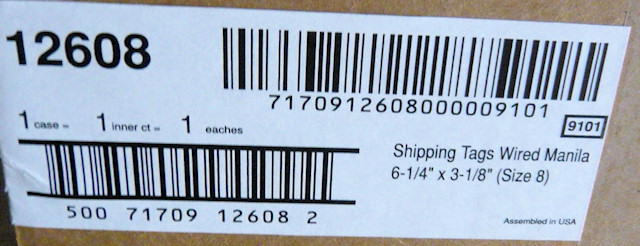 12608
71709126080000009101
9101
1 case = 1 inner ct = 1 eaches
Shipping Tags Wired Manila
6-1/4" x 3-1/8" (Size 8)
500 71709 12608 2
Assembled in USA